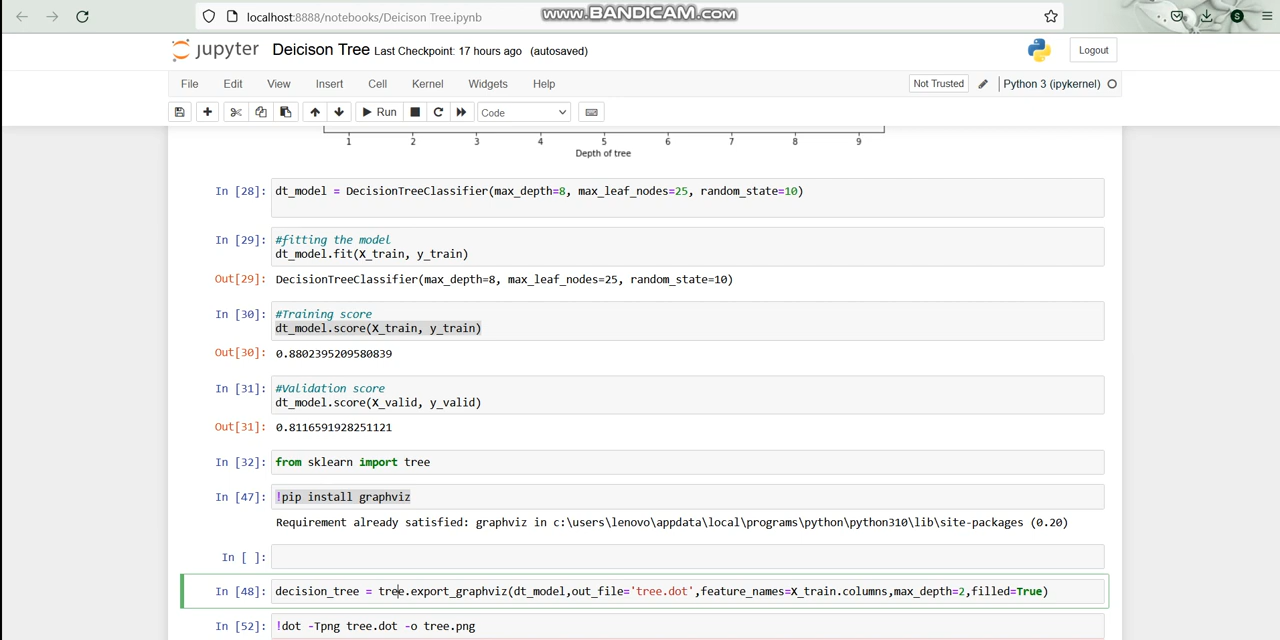 localhost:8888/notebooks/Deicison Tree.ipynb
www.BANDICAM.com
S
jupyter Deicison Tree Last Checkpoint: 17 hours ago (autosaved)
Logout
File Edit View Insert Cell Kernel Widgets Help
Not Trusted Python 3 (ipykernel)
Run Code
1 2 3 4 5 6 7 8 9
Depth of tree
In [28]: dt_model = DecisionTreeClassifier(max_depth=8, max_leaf_nodes=25, random_state=10)
In [29]: #fitting the model
dt_model.fit(X_train, y_train)
Out[29]: DecisionTreeClassifier(max_depth=8, max_leaf_nodes=25, random_state=10)
In [30]: #Training score
dt_model.score(X_train, y_train)
Out[30]: 0.8802395209580839
In [31]: #Validation score
dt_model.score(X_valid, y_valid)
Out[31]: 0.8116591928251121
In [32]: from sklearn import tree
In [47]: !pip install graphviz
Requirement already satisfied: graphviz in c:\users\lenovo\appdata\local\programs\python\python310\lib\site-packages (0.20)
In [ ]:
In [48]: decision_tree = tree.export_graphviz(dt_model,out_file='tree.dot',feature_names=X_train.columns,max_depth=2,filled=True)
In [52]: !dot -Tpng tree.dot -o tree.png